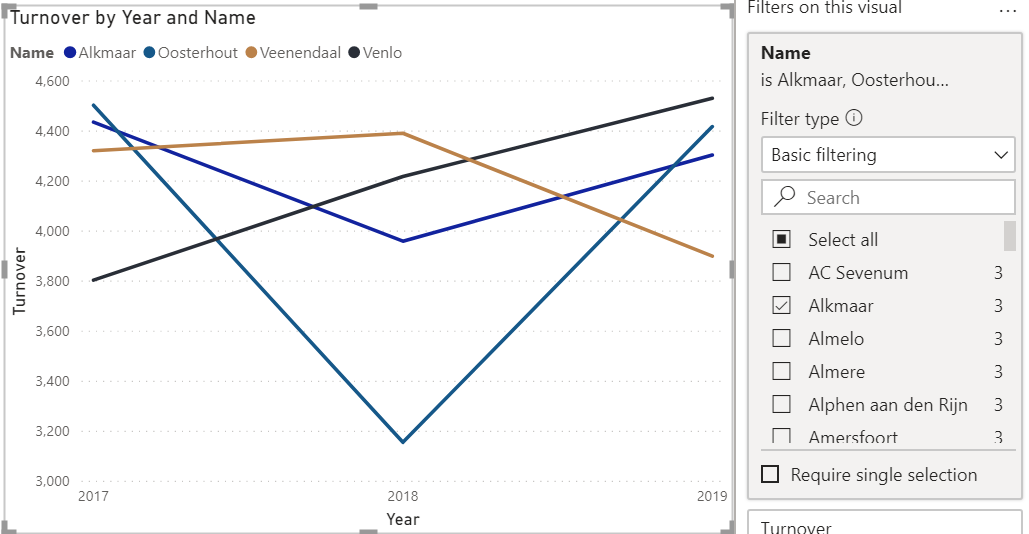 Turnover by Year and Name
Name Alkmaar Oosterhout Veenendaal Venlo
4,600
4,400
4,200
4,000
3,800
3,600
3,400
3,200
3,000
Turnover
2017 2018 2019
Year
Filters on this visual ...
Name
is Alkmaar, Oosterhou...
Filter type
Basic filtering
Search
Select all
AC Sevenum 3
Alkmaar 3
Almelo 3
Almere 3
Alphen aan den Rijn 3
Amersfoort 3
Require single selection
Turnover